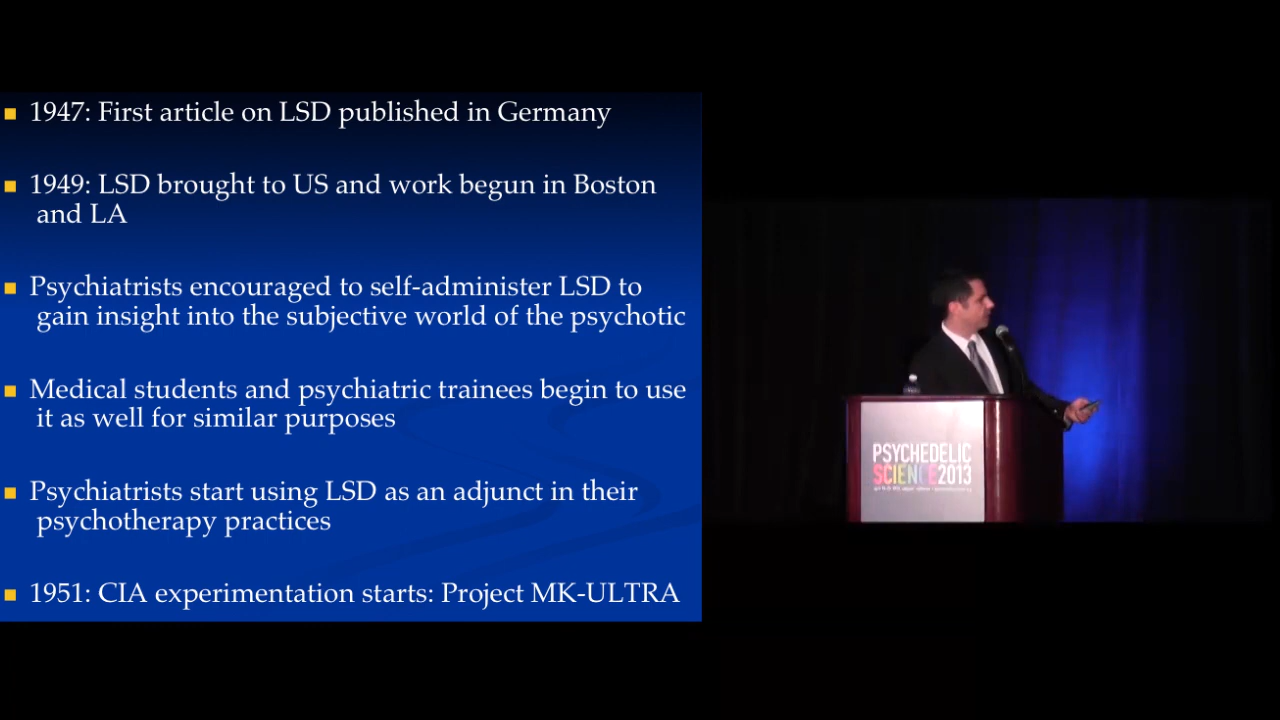 1947: First article on LSD published in Germany
1949: LSD brought to US and work begun in Boston
and LA
Psychiatrists encouraged to self-administer LSD to
gain insight into the subjective world of the psychotic
Medical students and psychiatric trainees begin to use
it as well for similar purposes
Psychiatrists start using LSD as an adjunct in their
psychotherapy practices
1951: CIA experimentation starts: Project MK-ULTRA
PSYCHEDELIC
SCIENCE2013